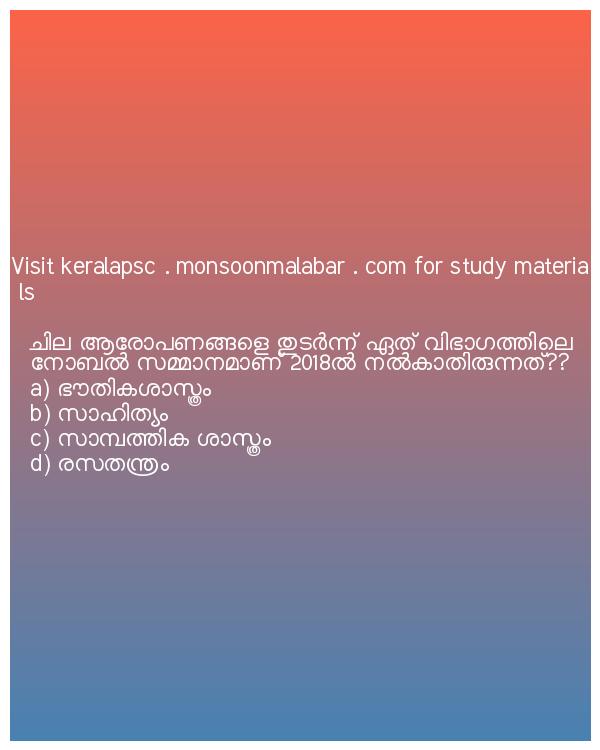 Visit keralapsc . monsoonmalabar . com for study materia
ls
ചില ആരോപണങ്ങളെ തുടർന്ന് ഏത് വിഭാഗത്തിലെ
നോബൽ സമ്മാനമാണ് 2018ൽ നൽകാതിരുന്നത്??
a) ഭൗതികശാസ്ത്രം
b) സാഹിത്യം
c) സാമ്പത്തിക ശാസ്ത്രം
d) രസതന്ത്രം